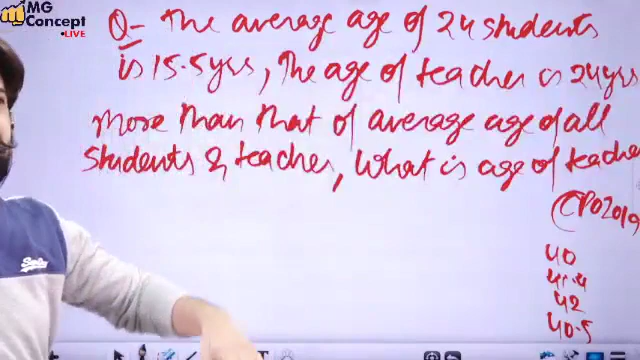 MG
Concept
.LIVE
Q- The average age of 24 students
is 15.5yrs, The age of teacher is 24yrs
more than that of average age of all
students & teacher, What is age of teacher
(CPO2019
40
41.4
42
40.5